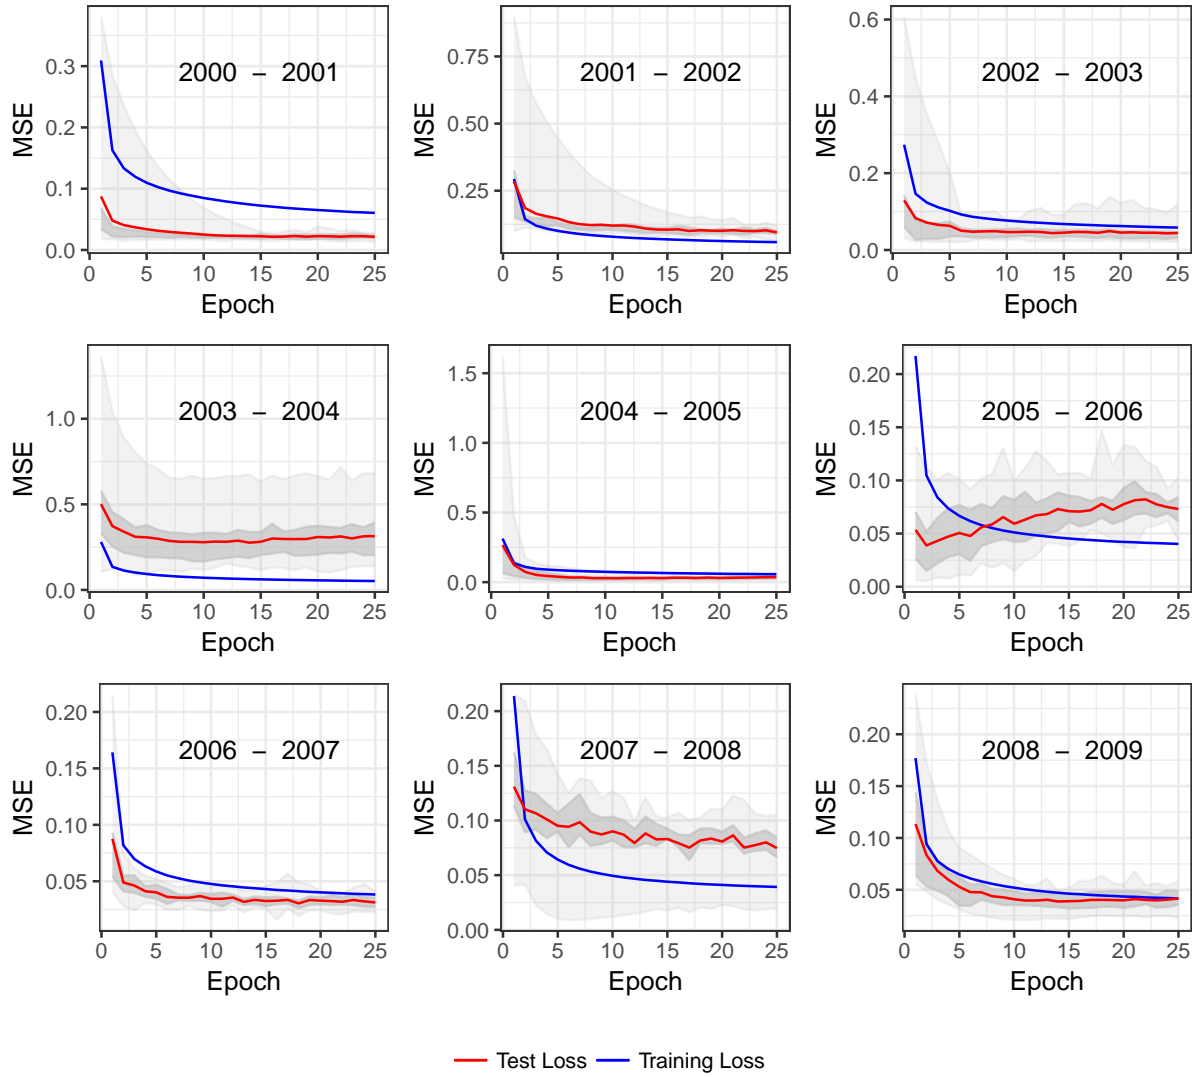 2000 – 2001
MSE
0.3
0.2
0.1
0.0
0 5 10 15 20 25
Epoch
2001 – 2002
MSE
0.75
0.50
0.25
0 5 10 15 20 25
Epoch
2002 – 2003
MSE
0.6
0.4
0.2
0.0
0 5 10 15 20 25
Epoch
2003 – 2004
MSE
1.0
0.5
0.0
0 5 10 15 20 25
Epoch
2004 – 2005
MSE
1.5
1.0
0.5
0.0
0 5 10 15 20 25
Epoch
2005 – 2006
MSE
0.20
0.15
0.10
0.05
0.00
0 5 10 15 20 25
Epoch
2006 – 2007
MSE
0.20
0.15
0.10
0.05
0 5 10 15 20 25
Epoch
2007 – 2008
MSE
0.20
0.15
0.10
0.05
0.00
0 5 10 15 20 25
Epoch
2008 – 2009
MSE
0.20
0.15
0.10
0.05
0 5 10 15 20 25
Epoch
Test Loss Training Loss